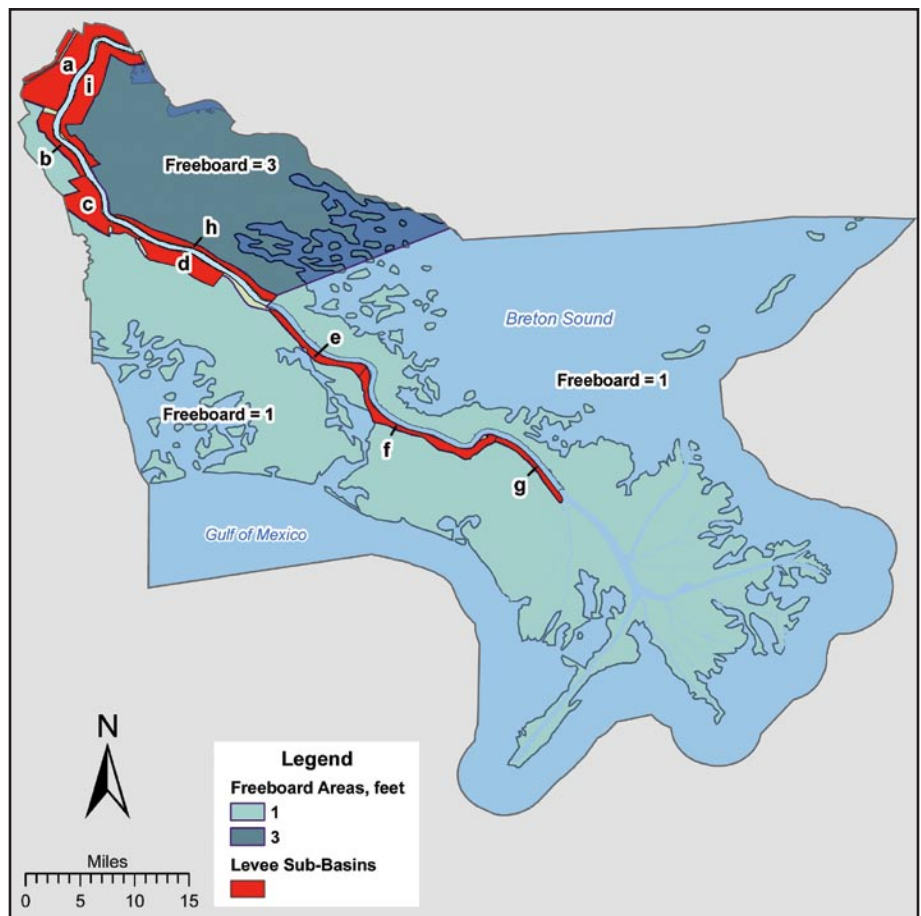 a
i
Freeboard = 3
b
c
h
d
Breton Sound
e
Freeboard = 1
Freeboard = 1
f
g
Gulf of Mexico
N
Legend
Freeboard Areas, feet
1
3
Levee Sub-Basins
Miles
0 5 10 15